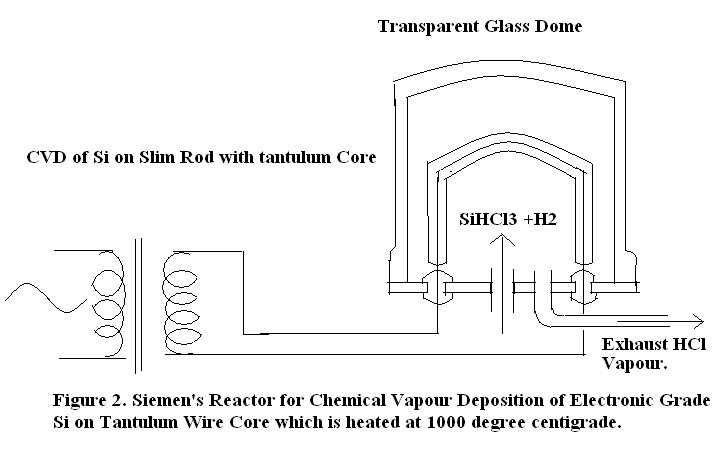 Transparent Glass Dome
CVD of Si on Slim Rod with tantulum Core
SiHCl3 +H2
Exhaust HCl
Vapour.
Figure 2. Siemen's Reactor for Chemical Vapour Deposition of Electronic Grade
Si on Tantulum Wire Core which is heated at 1000 degree centigrade.